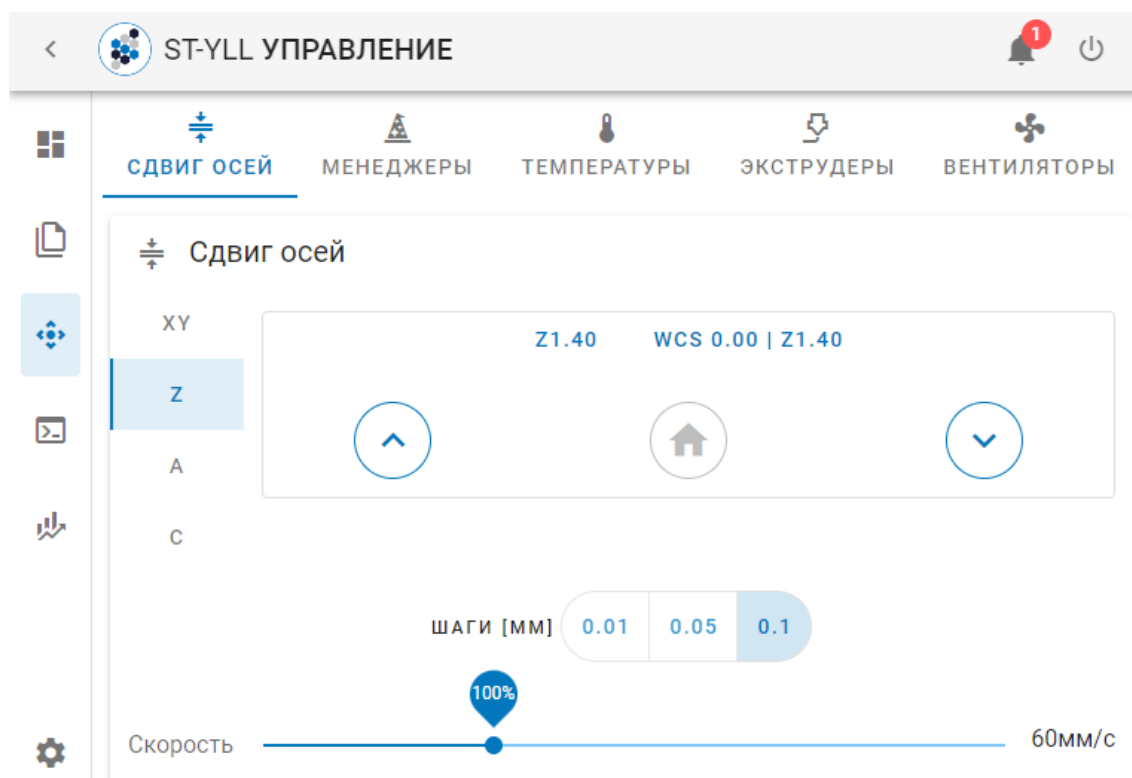 ST-YLL УПРАВЛЕНИЕ
1
СДВИГ ОСЕЙ
МЕНЕДЖЕРЫ
ТЕМПЕРАТУРЫ
ЭКСТРУДЕРЫ
ВЕНТИЛЯТОРЫ
Сдвиг осей
XY
Z
A
C
Z1.40 WCS 0.00 | Z1.40
ШАГИ [ММ] 0.01 0.05 0.1
100%
Скорость 60мм/с